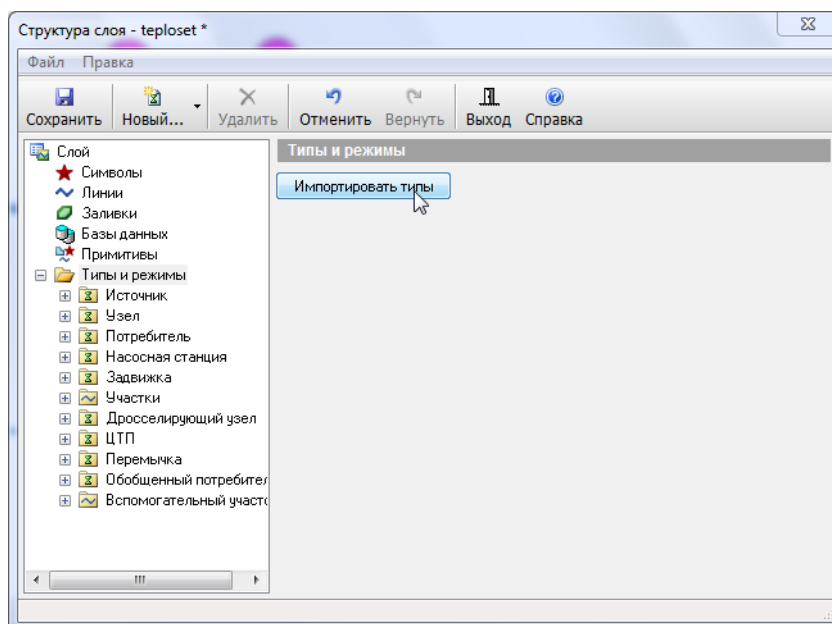 Структура слоя - teploset *
Файл Правка
Сохранить Новый... Удалить Отменить Вернуть Выход Справка
Слой
Символы
Линии
Заливки
Базы данных
Примитивы
Типы и режимы
Источник
Узел
Потребитель
Насосная станция
Задвижка
Участки
Дросселирующий узел
ЦТП
Перемычка
Обобщенный потребител
Вспомогательный участо
Типы и режимы
Импортировать типы